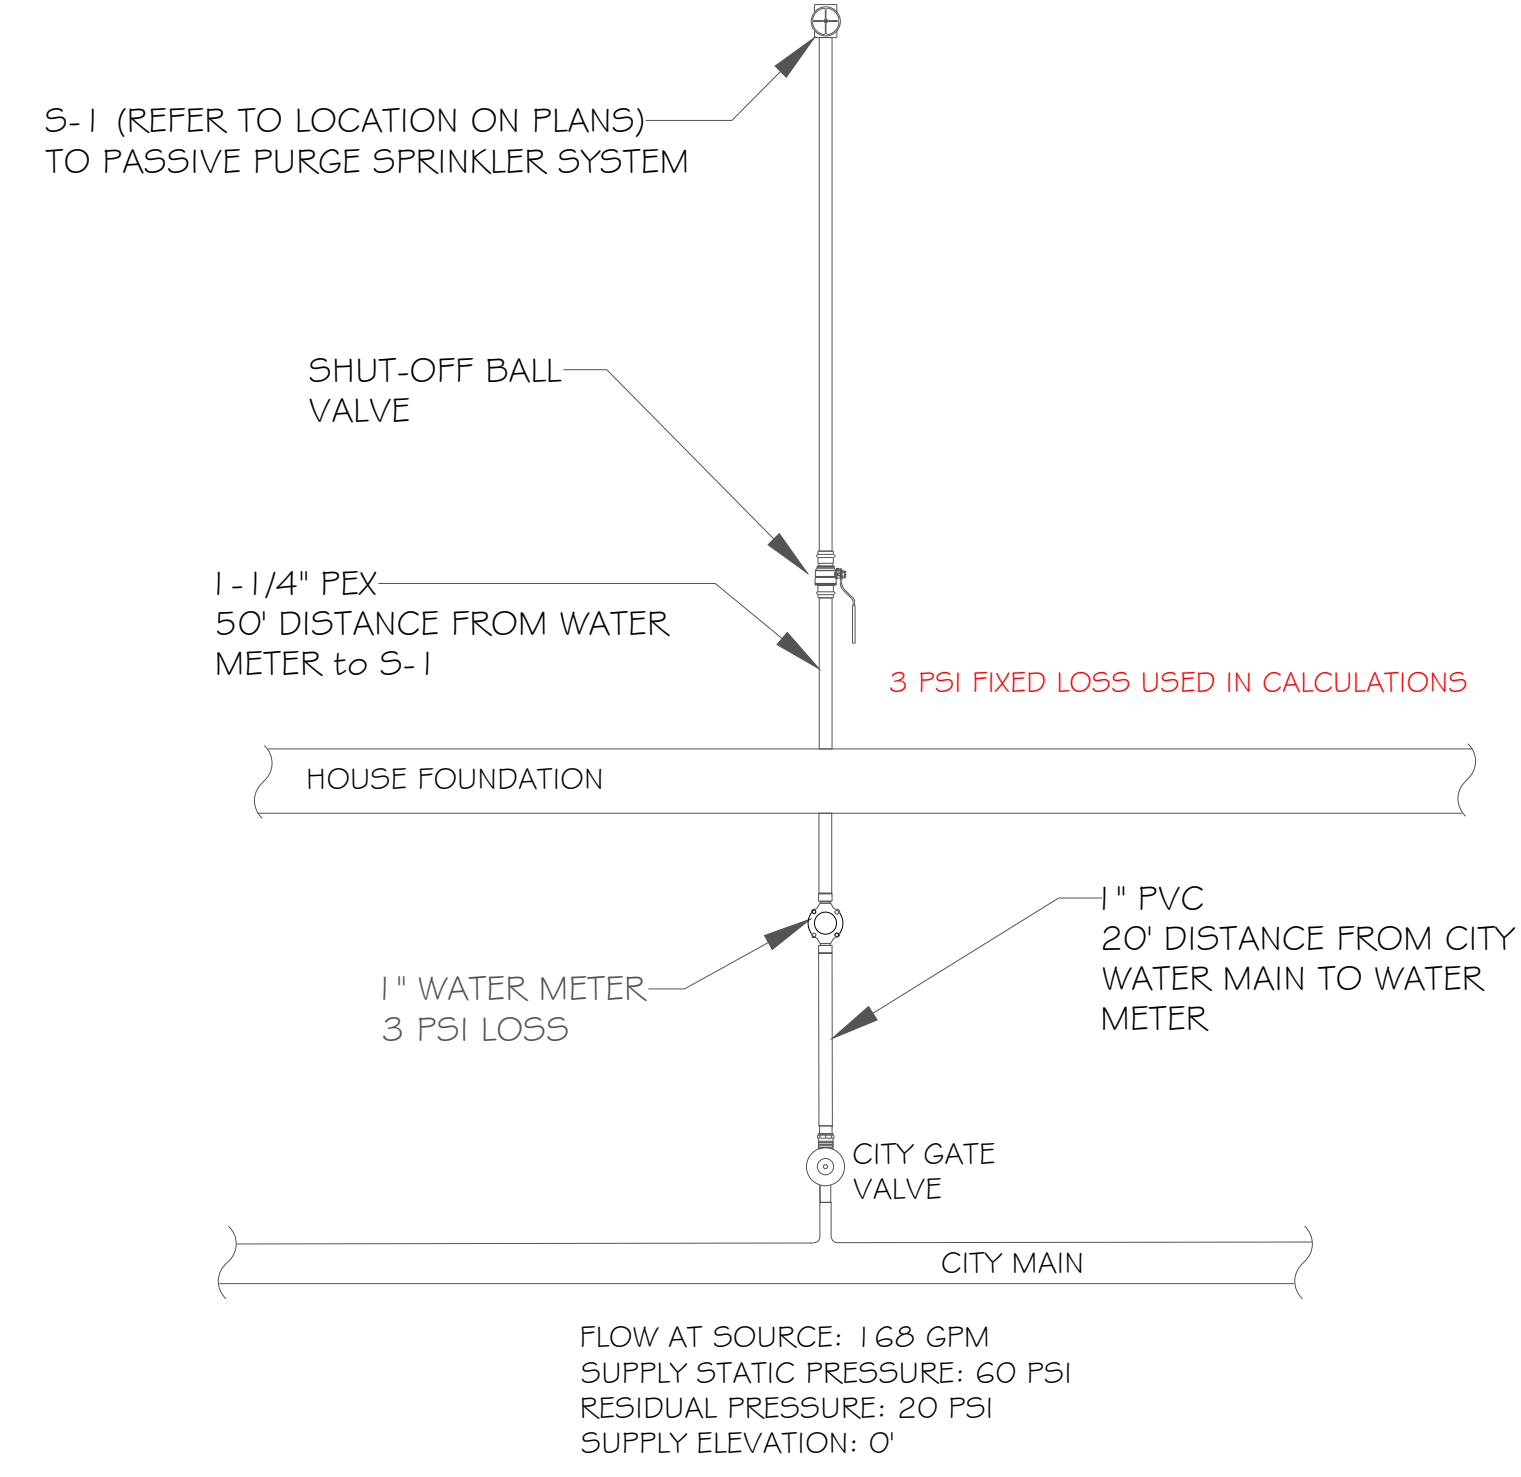 S-1 (REFER TO LOCATION ON PLANS)
TO PASSIVE PURGE SPRINKLER SYSTEM
SHUT-OFF BALL
VALVE
1-1/4" PEX
50' DISTANCE FROM WATER
METER to S-1
3 PSI FIXED LOSS USED IN CALCULATIONS
HOUSE FOUNDATION
1" PVC
20' DISTANCE FROM CITY
WATER MAIN TO WATER
METER
1" WATER METER
3 PSI LOSS
CITY GATE
VALVE
CITY MAIN
FLOW AT SOURCE: 168 GPM
SUPPLY STATIC PRESSURE: 60 PSI
RESIDUAL PRESSURE: 20 PSI
SUPPLY ELEVATION: 0'